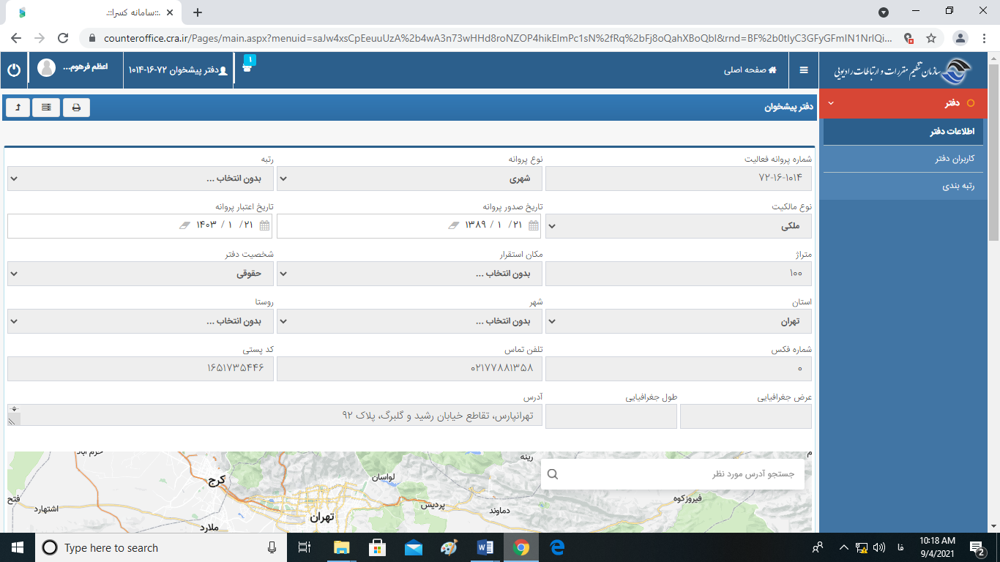 .::سامانه کسرا::.
counteroffice.cra.ir/Pages/main.aspx?menuid=saJw4xsCpEeuuUzA%2b4wA3n73wHHd8roNZOP4hikElmPc1sN%2fRq%2bFj8oQahXBoQbI&rnd=BF%2b0tlyC3GFyGFmlN1NrlQi...
سازمان تنظیم مقررات و ارتباطات رادیویی
صفحه اصلی
۱
دفتر پیشخوان ۷۲-۱۶-۱۰۱۴
اعظم فرهوم...
دفتر
اطلاعات دفتر
کاربران دفتر
رتبه بندی
دفتر پیشخوان
شماره پروانه فعالیت
نوع پروانه
رتبه
۷۲-۱۶-۱۰۱۴
شهری
بدون انتخاب ...
نوع مالکیت
تاریخ صدور پروانه
تاریخ اعتبار پروانه
ملکی
۱۳۸۹ / ۱ / ۲۱
۱۴۰۳ / ۱ / ۲۱
متراژ
مکان استقرار
شخصیت دفتر
۱۰۰
بدون انتخاب ...
حقوقی
استان
شهر
روستا
تهران
بدون انتخاب ...
بدون انتخاب ...
شماره فکس
تلفن تماس
کد پستی
۰
۰۲۱۷۷۸۸۱۳۵۸
۱۶۵۱۷۳۵۴۴۶
عرض جغرافیایی
طول جغرافیایی
آدرس
تهرانپارس، تقاطع خیابان رشید و گلبرگ، پلاک ۹۲
جستجو آدرس مورد نظر
خرم آباد
رینه
کرج
لواسان
فیروزکوه
اشتهارد
پردیس
دماوند
تهران
ملارد
Type here to search
فا
10:18 AM
9/4/2021
2